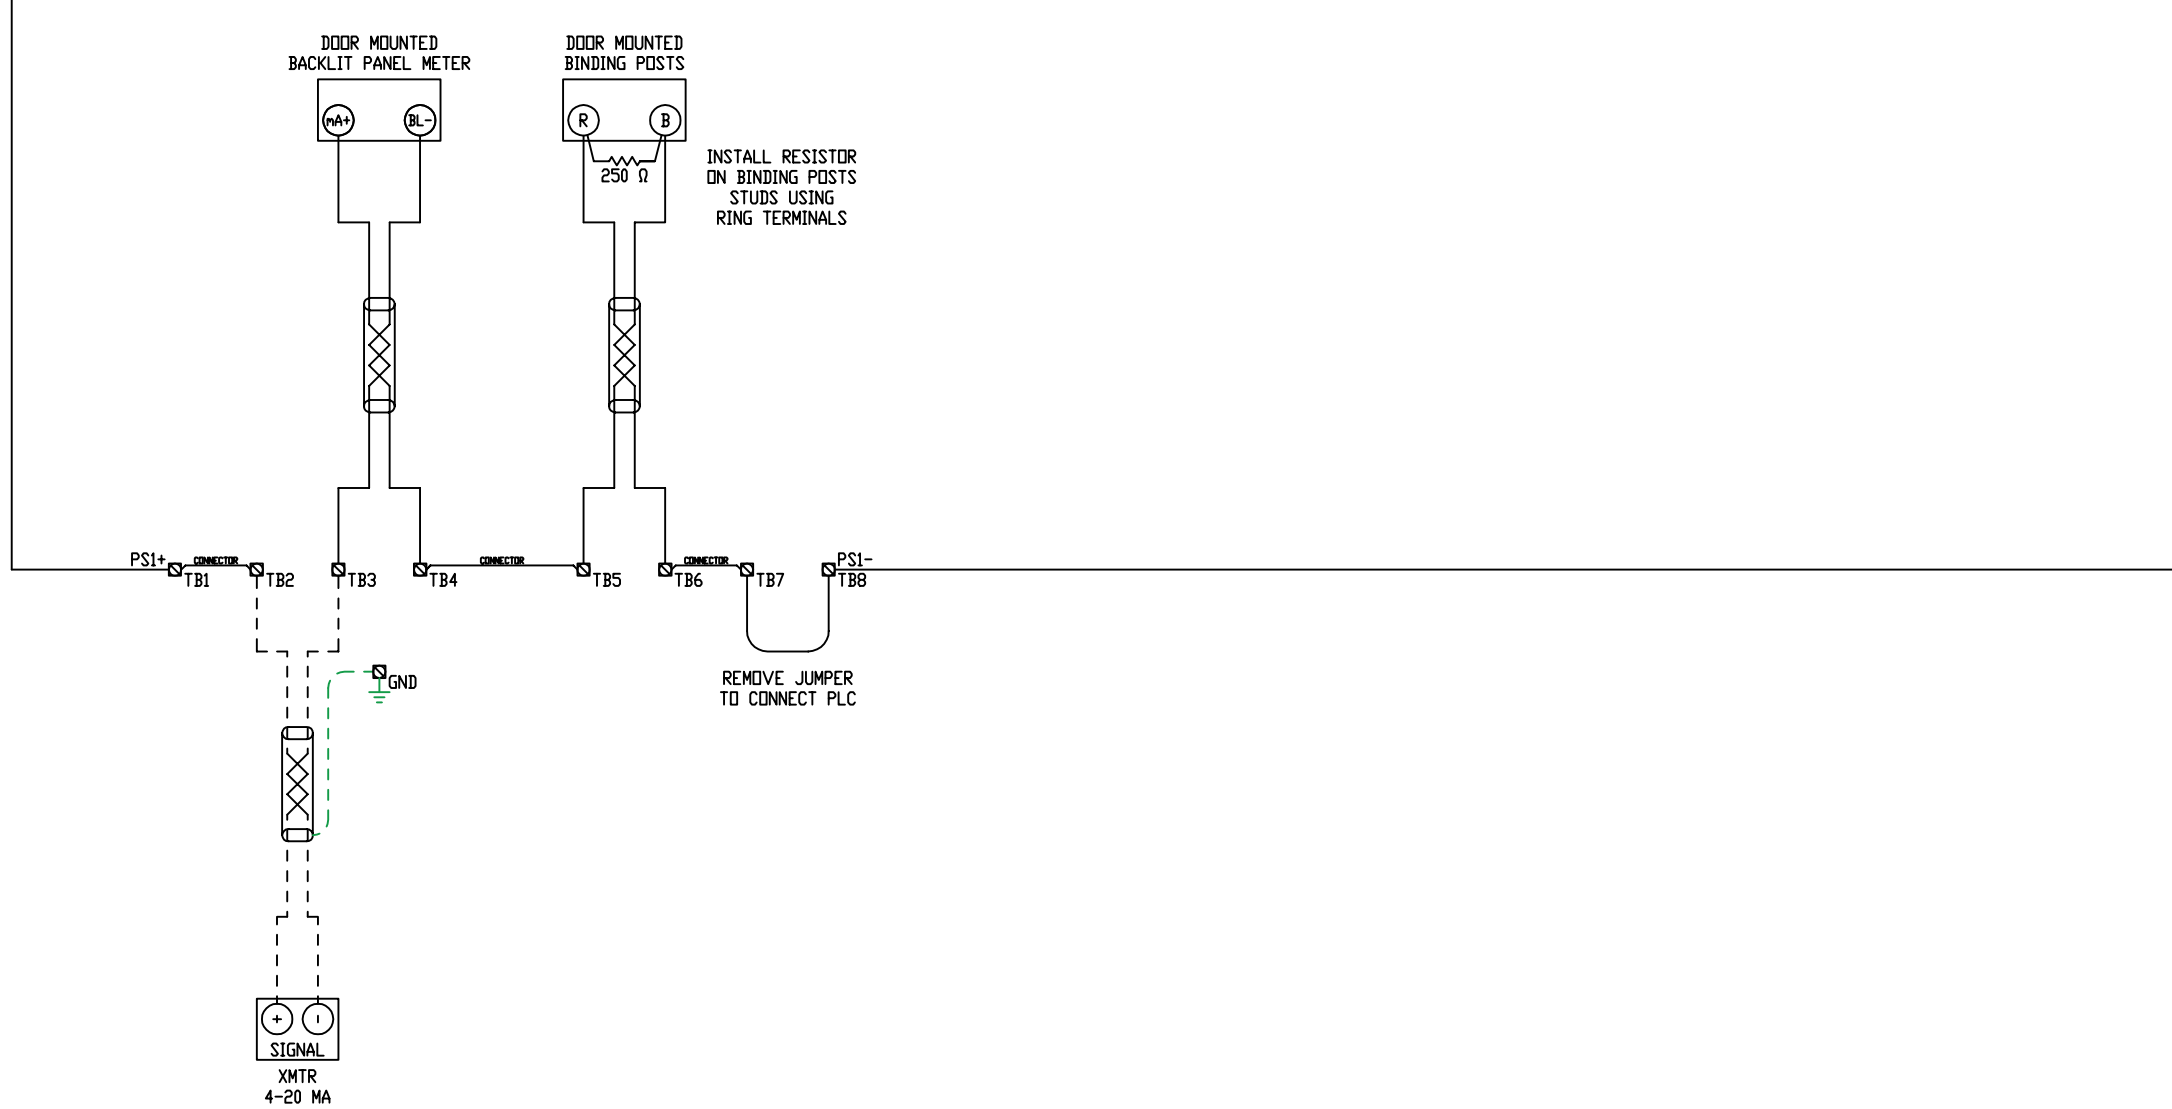 DOOR MOUNTED
BACKLIT PANEL METER
DOOR MOUNTED
BINDING POSTS
mA+
BL-
R
B
250 Ω
INSTALL RESISTOR
ON BINDING POSTS
STUDS USING
RING TERMINALS
PS1+
CONNECTOR
CONNECTOR
CONNECTOR
PS1-
TB1
TB2
TB3
TB4
TB5
TB6
TB7
TB8
GND
REMOVE JUMPER
TO CONNECT PLC
+
-
SIGNAL
XMTR
4-20 MA